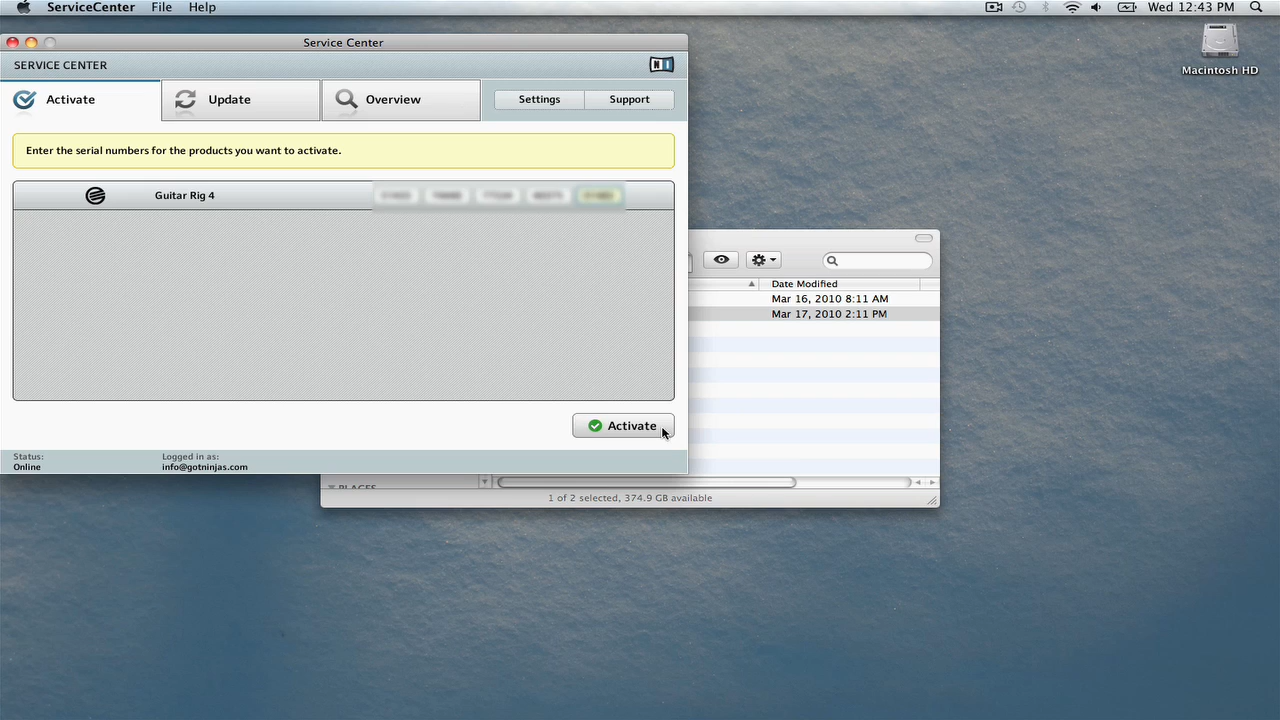 ServiceCenter File Help
Wed 12:43 PM
Macintosh HD
Service Center
SERVICE CENTER
NI
Activate
Update
Overview
Settings
Support
Enter the serial numbers for the products you want to activate.
Guitar Rig 4
Activate
Status:
Online
Logged in as:
info@gotninjas.com
Date Modified
Mar 16, 2010 8:11 AM
Mar 17, 2010 2:11 PM
PLACES
1 of 2 selected, 374.9 GB available